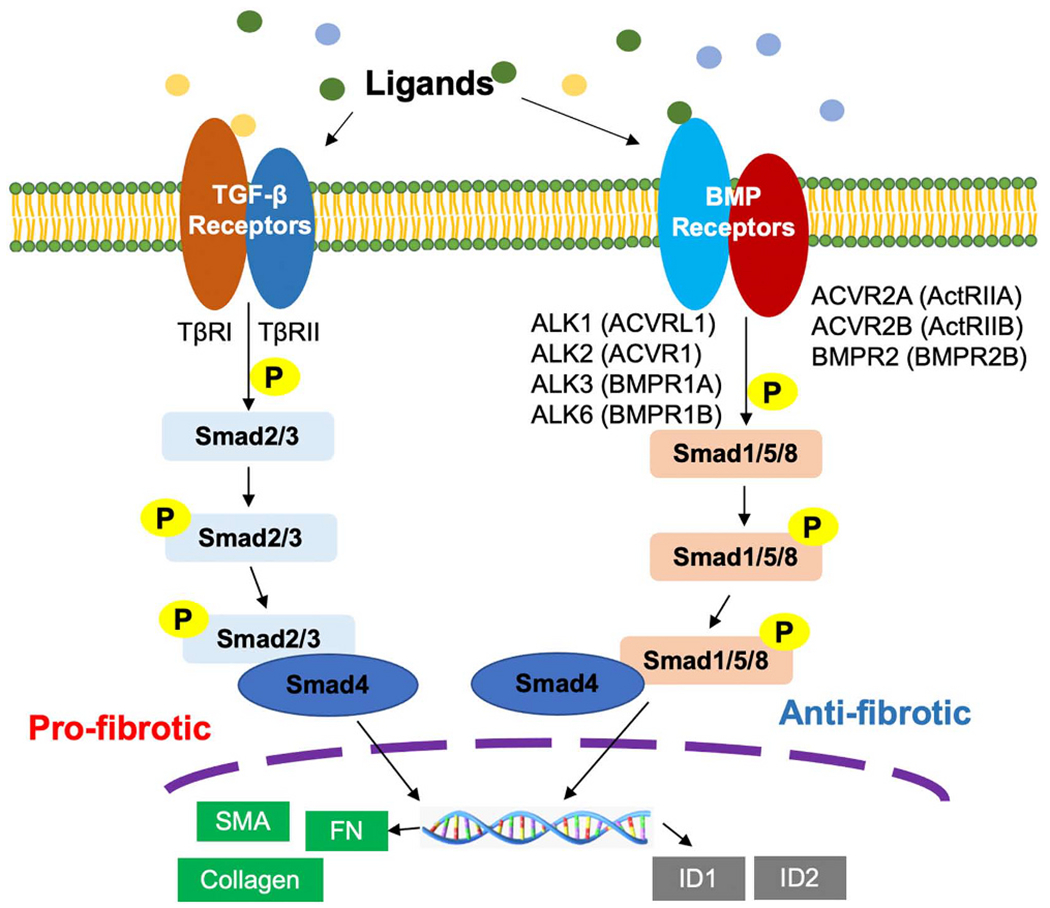 Ligands
TGF-β
Receptors
BMP
Receptors
TβRI
TβRII
ALK1 (ACVRL1)
ALK2 (ACVR1)
ALK3 (BMPR1A)
ALK6 (BMPR1B)
ACVR2A (ActRIIA)
ACVR2B (ActRIIB)
BMPR2 (BMPR2B)
P
P
Smad2/3
Smad1/5/8
P
Smad2/3
P
Smad1/5/8
P
Smad2/3
Smad4
P
Smad1/5/8
Smad4
Pro-fibrotic
Anti-fibrotic
SMA
FN
Collagen
ID1
ID2